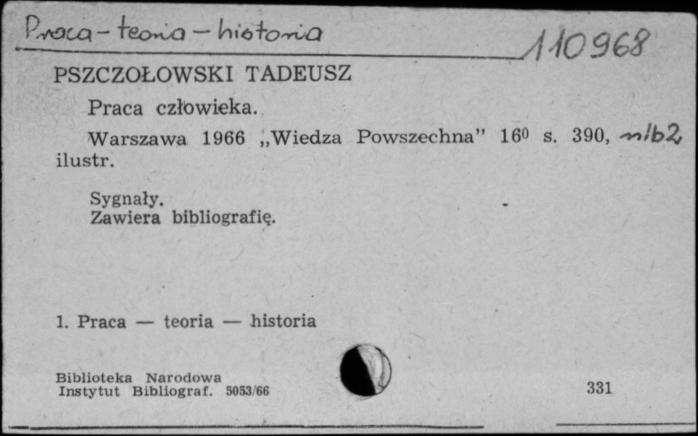 Praca - teoria - historia
110968
PSZCZOŁOWSKI TADEUSZ
Praca człowieka.
Warszawa 1966 „Wiedza Powszechna” 16⁰ s. 390, nlb2,
ilustr.
Sygnały.
Zawiera bibliografię.
1. Praca — teoria — historia
Biblioteka Narodowa
Instytut Bibliograf. 5053/66
331